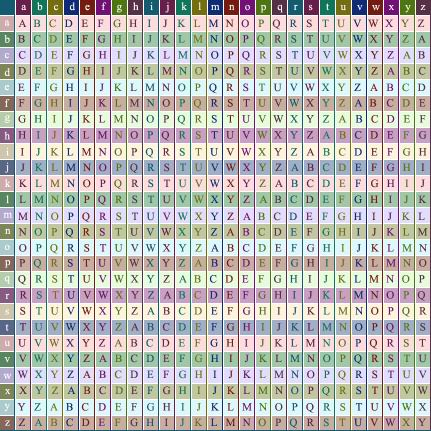 a b c d e f g h i j k l m n o p q r s t u v w x y z
a A B C D E F G H I J K L M N O P Q R S T U V W X Y Z
b B C D E F G H I J K L M N O P Q R S T U V W X Y Z A
c C D E F G H I J K L M N O P Q R S T U V W X Y Z A B
d D E F G H I J K L M N O P Q R S T U V W X Y Z A B C
e E F G H I J K L M N O P Q R S T U V W X Y Z A B C D
f F G H I J K L M N O P Q R S T U V W X Y Z A B C D E
g G H I J K L M N O P Q R S T U V W X Y Z A B C D E F
h H I J K L M N O P Q R S T U V W X Y Z A B C D E F G
i I J K L M N O P Q R S T U V W X Y Z A B C D E F G H
j J K L M N O P Q R S T U V W X Y Z A B C D E F G H I
k K L M N O P Q R S T U V W X Y Z A B C D E F G H I J
l L M N O P Q R S T U V W X Y Z A B C D E F G H I J K
m M N O P Q R S T U V W X Y Z A B C D E F G H I J K L
n N O P Q R S T U V W X Y Z A B C D E F G H I J K L M
o O P Q R S T U V W X Y Z A B C D E F G H I J K L M N
p P Q R S T U V W X Y Z A B C D E F G H I J K L M N O
q Q R S T U V W X Y Z A B C D E F G H I J K L M N O P
r R S T U V W X Y Z A B C D E F G H I J K L M N O P Q
s S T U V W X Y Z A B C D E F G H I J K L M N O P Q R
t T U V W X Y Z A B C D E F G H I J K L M N O P Q R S
u U V W X Y Z A B C D E F G H I J K L M N O P Q R S T
v V W X Y Z A B C D E F G H I J K L M N O P Q R S T U
w W X Y Z A B C D E F G H I J K L M N O P Q R S T U V
x X Y Z A B C D E F G H I J K L M N O P Q R S T U V W
y Y Z A B C D E F G H I J K L M N O P Q R S T U V W X
z Z A B C D E F G H I J K L M N O P Q R S T U V W X Y